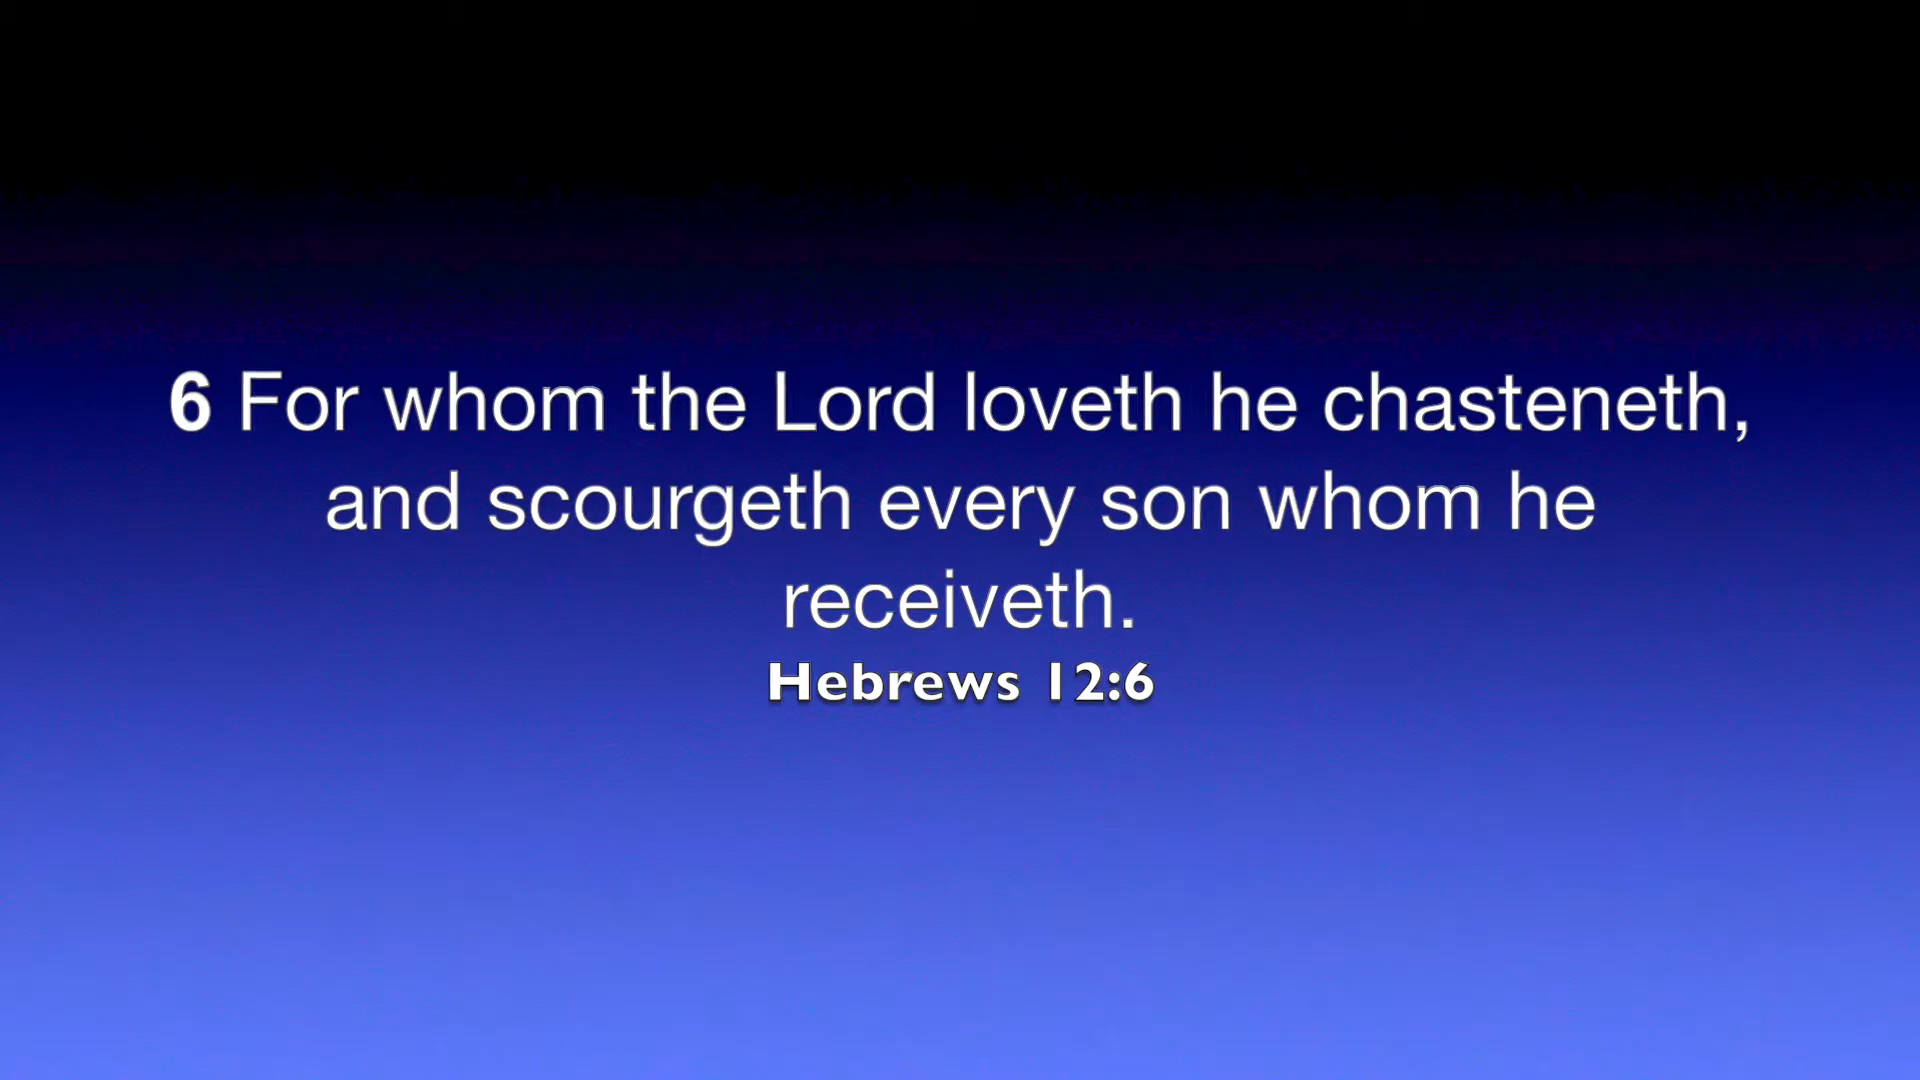 6 For whom the Lord loveth he chasteneth,
and scourgeth every son whom he
receiveth.
Hebrews 12:6